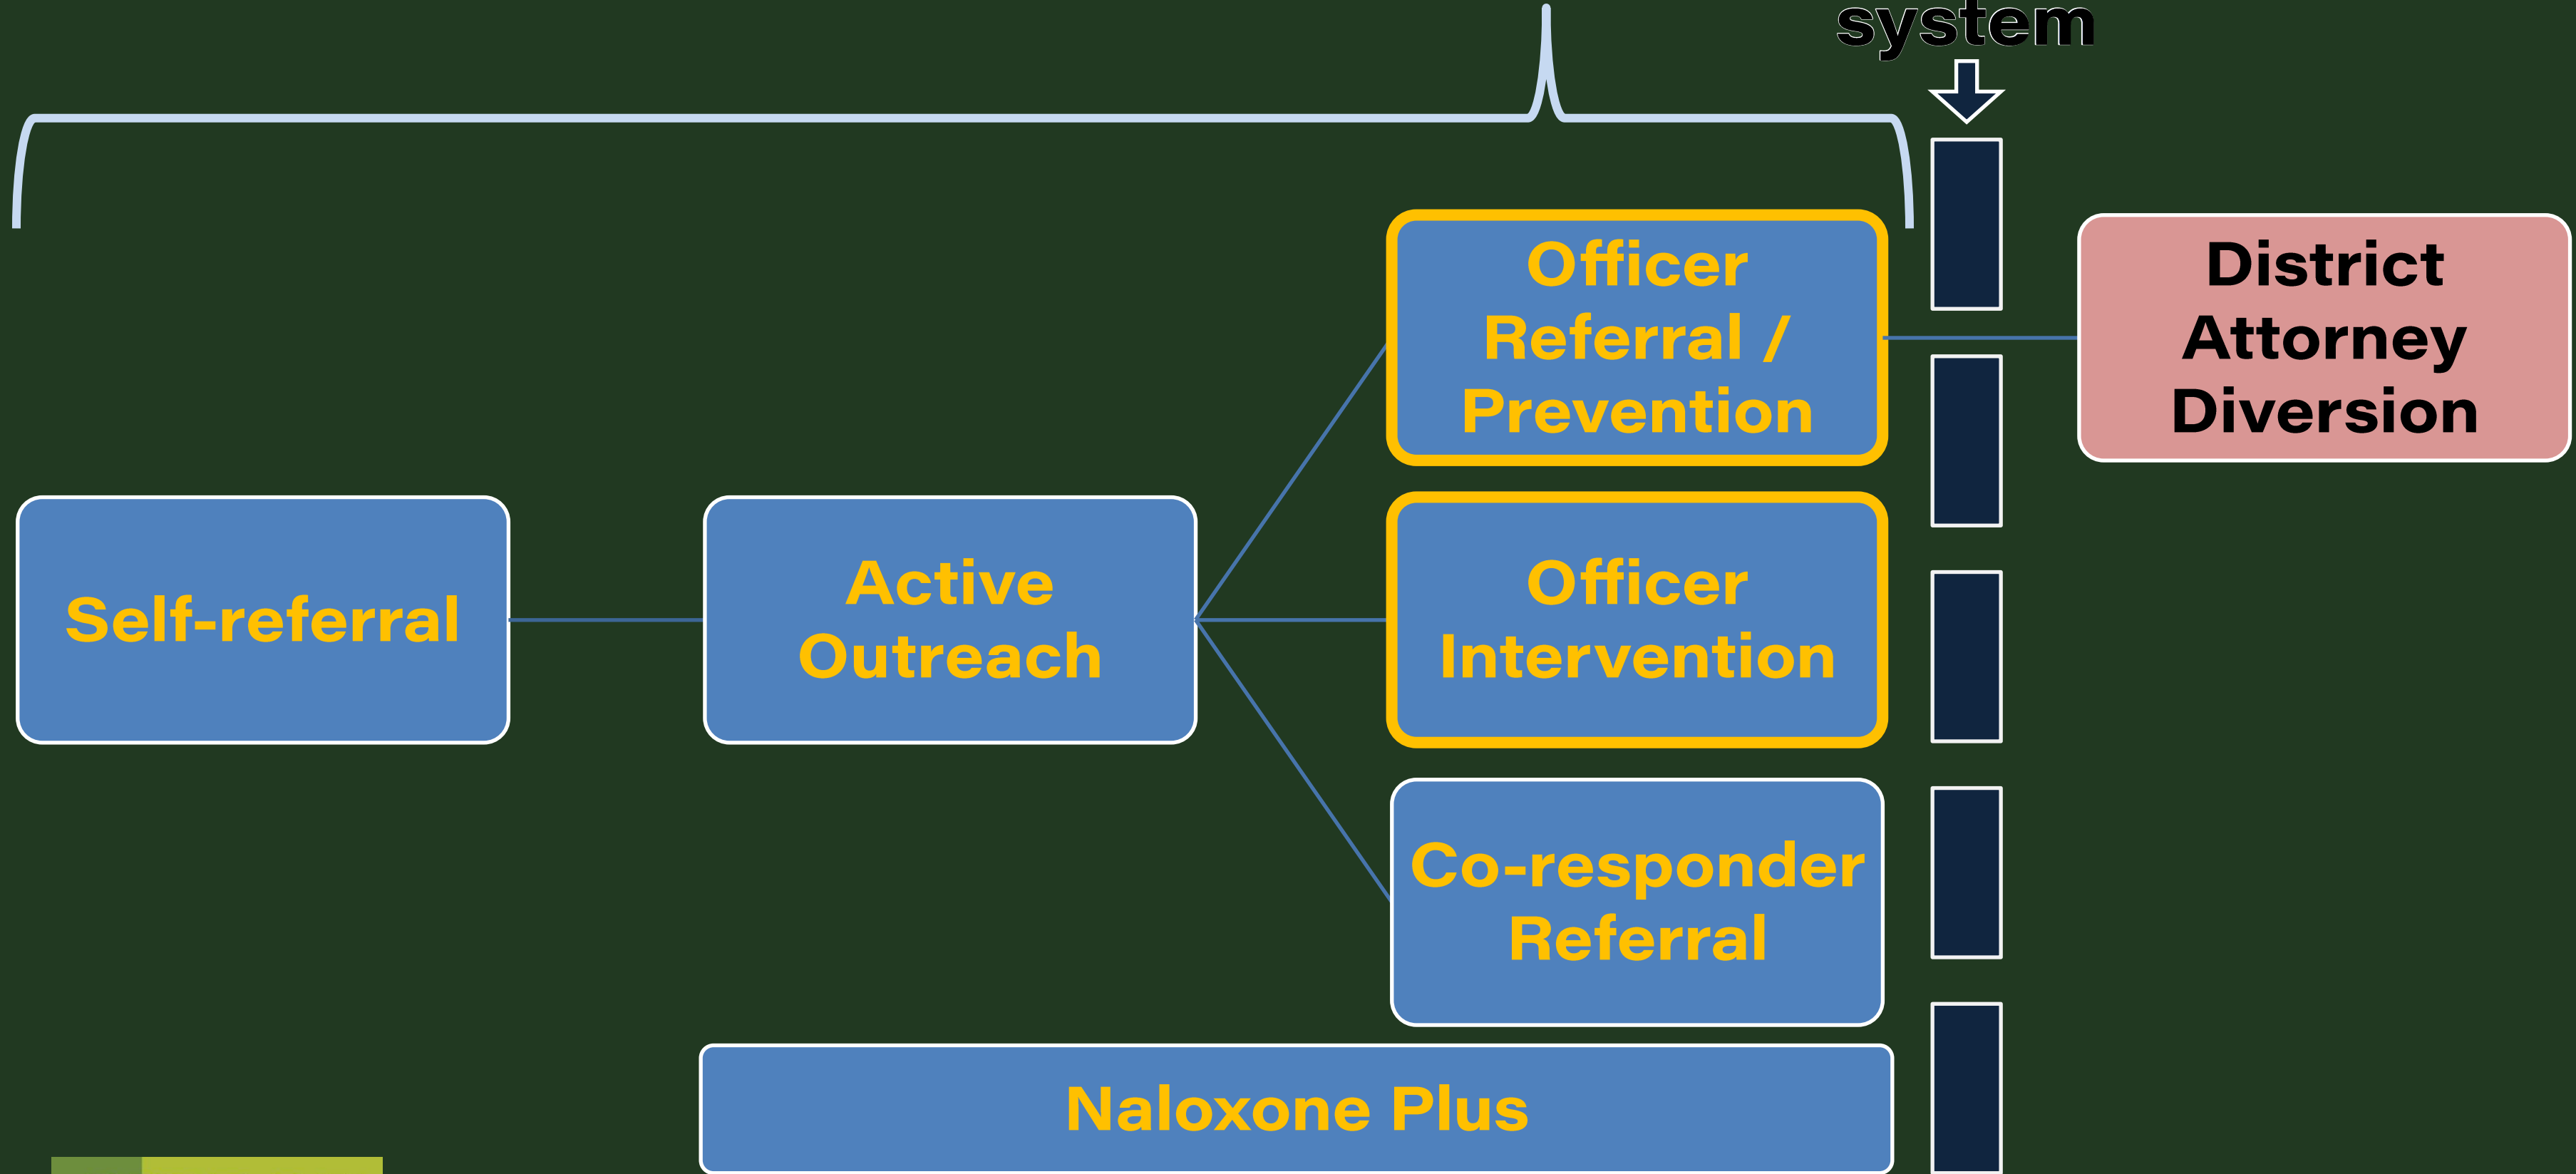 system
Officer
Referral /
Prevention
District
Attorney
Diversion
Self-referral
Active
Outreach
Officer
Intervention
Co-responder
Referral
Naloxone Plus